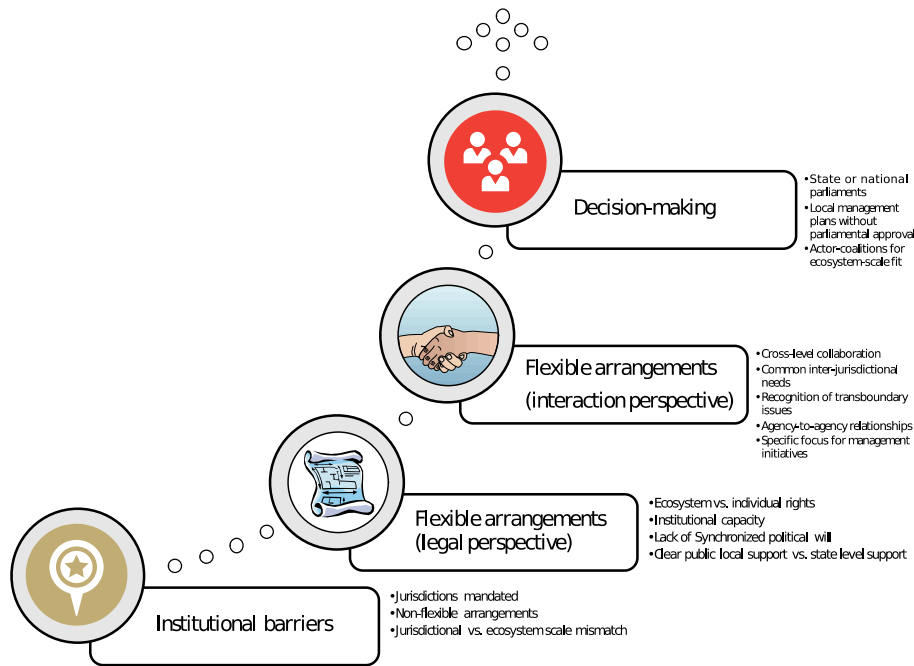 Decision-making
•State or national
parliaments
•Local management
plans without
parliamental approval
•Actor-coalitions for
ecosystem-scale fit
Flexible arrangements
(interaction perspective)
•Cross-level collaboration
•Common inter-jurisdictional
needs
•Recognition of transboundary
issues
•Agency-to-agency relationships
•Specific focus for management
initiatives
Flexible arrangements
(legal perspective)
•Ecosystem vs. individual rights
•Institutional capacity
•Lack of Synchronized political will
•Clear public local support vs. state level support
Institutional barriers
•Jurisdictions mandated
•Non-flexible arrangements
•Jurisdictional vs. ecosystem scale mismatch